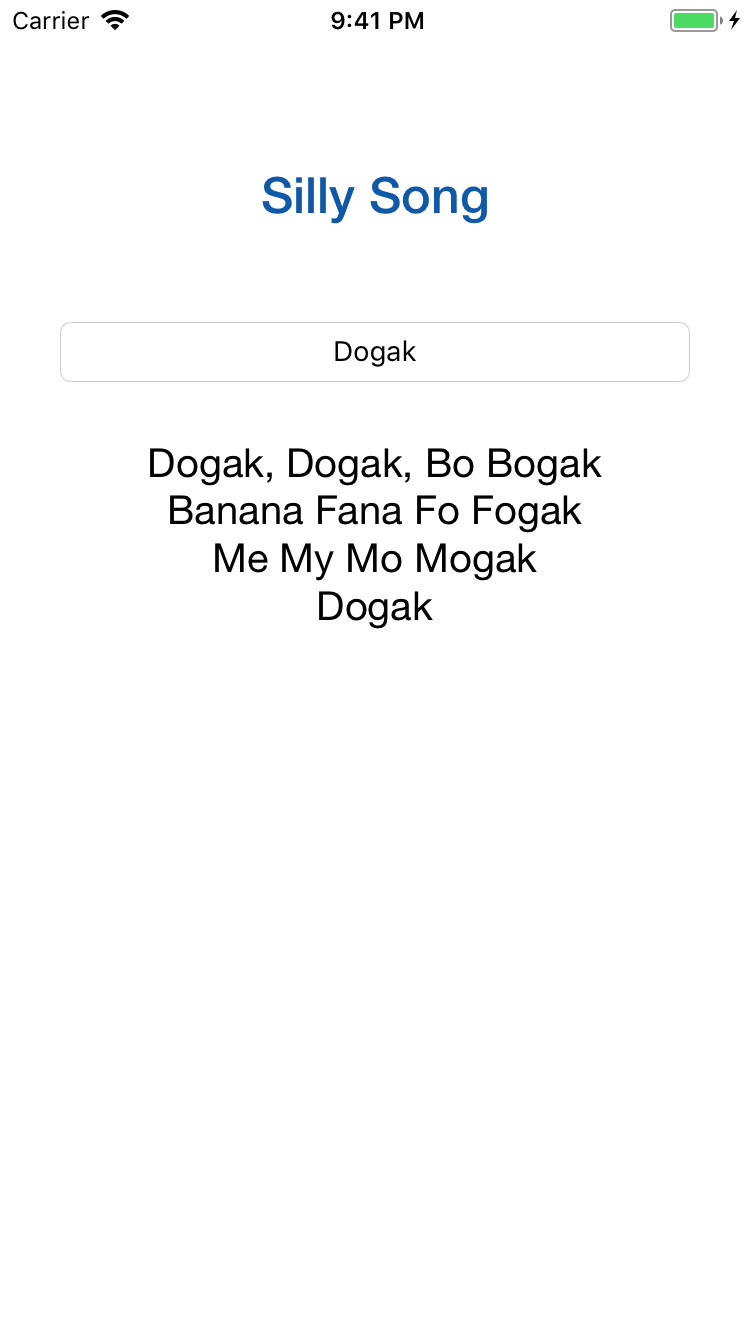 Carrier 9:41 PM
Silly Song
Dogak
Dogak, Dogak, Bo Bogak
Banana Fana Fo Fogak
Me My Mo Mogak
Dogak